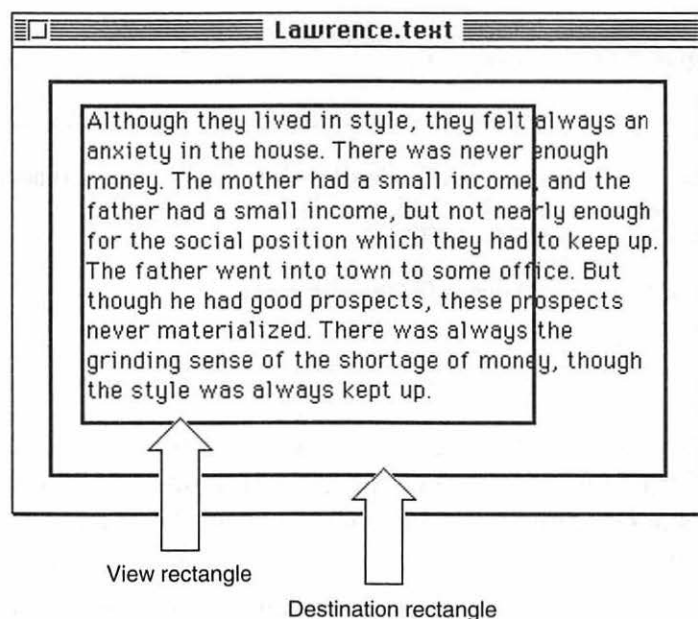 Lawrence.text
Although they lived in style, they felt always an
anxiety in the house. There was never enough
money. The mother had a small income, and the
father had a small income, but not nearly enough
for the social position which they had to keep up.
The father went into town to some office. But
though he had good prospects, these prospects
never materialized. There was always the
grinding sense of the shortage of money, though
the style was always kept up.
View rectangle
Destination rectangle